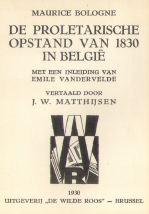 MAURICE BOLOGNE
DE PROLETARISCHE
OPSTAND VAN 1830
IN BELGIË
MET EEN INLEIDING VAN
EMILE VANDERVELDE
VERTAALD DOOR
J. W. MATTHIJSEN
1930
UITGEVERIJ „DE WILDE ROOS" – BRUSSEL